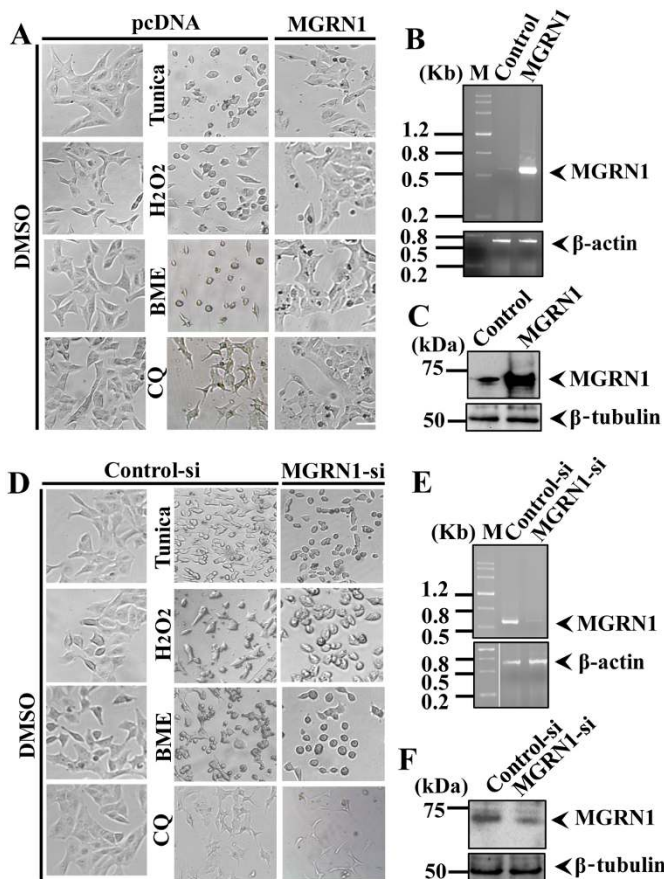 A
pcDNA
MGRN1
DMSO
Tunica
H2O2
BME
CQ
B
Control
MGRN1
(Kb) M
1.2
0.8
0.5
0.2
MGRN1
0.8
0.5
0.2
β-actin
C
Control
MGRN1
(kDa)
75
MGRN1
50
β-tubulin
D
Control-si
MGRN1-si
DMSO
Tunica
H2O2
BME
CQ
E
Control-si
MGRN1-si
(Kb) M
1.2
0.8
0.5
MGRN1
0.8
0.5
0.2
β-actin
F
Control-si
MGRN1-si
(kDa)
75
MGRN1
50
β-tubulin